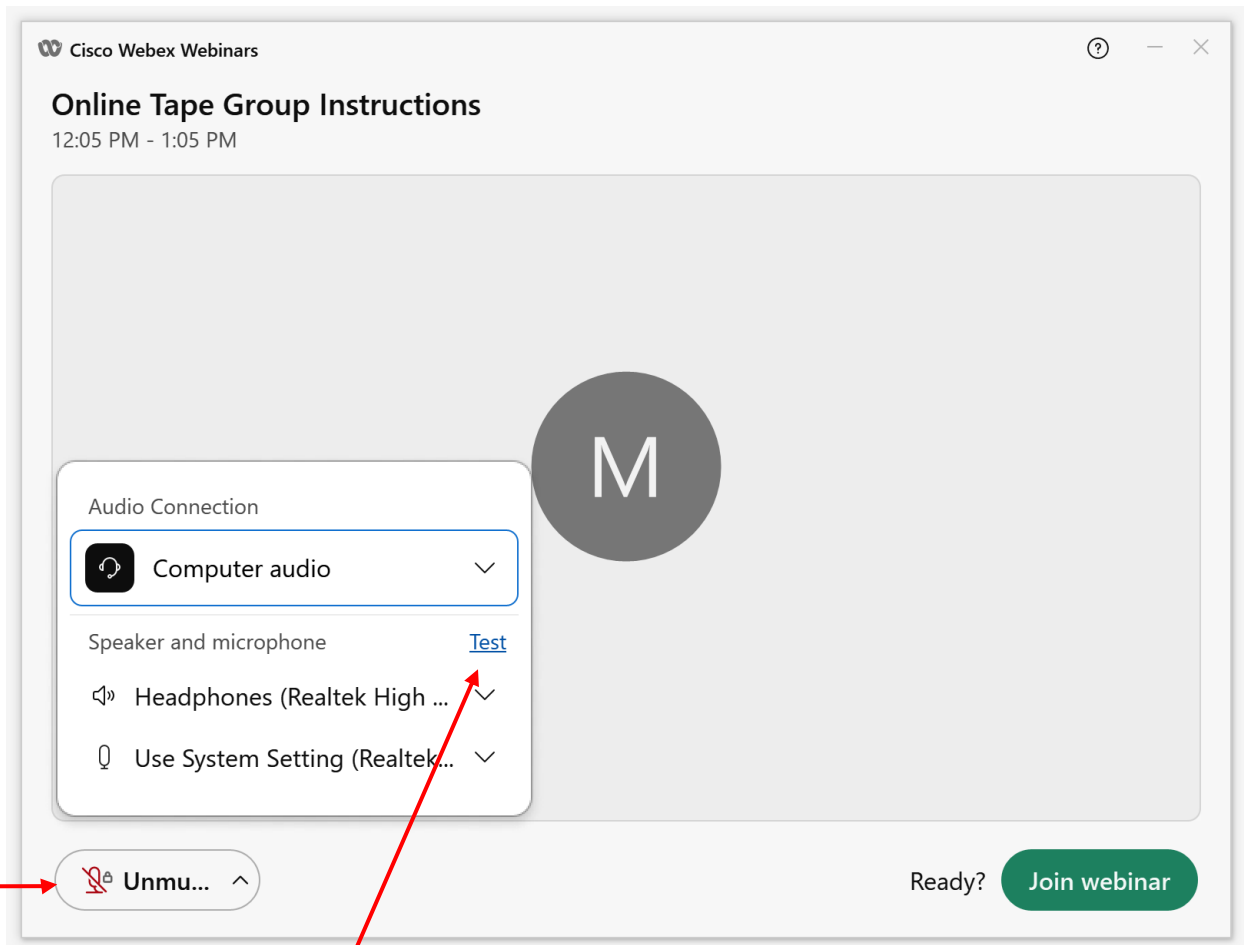 Cisco Webex Webinars
Online Tape Group Instructions
12:05 PM - 1:05 PM
M
Audio Connection
Computer audio
Speaker and microphone Test
Headphones (Realtek High ...
Use System Setting (Realtek...
Unmu... Ready? Join webinar